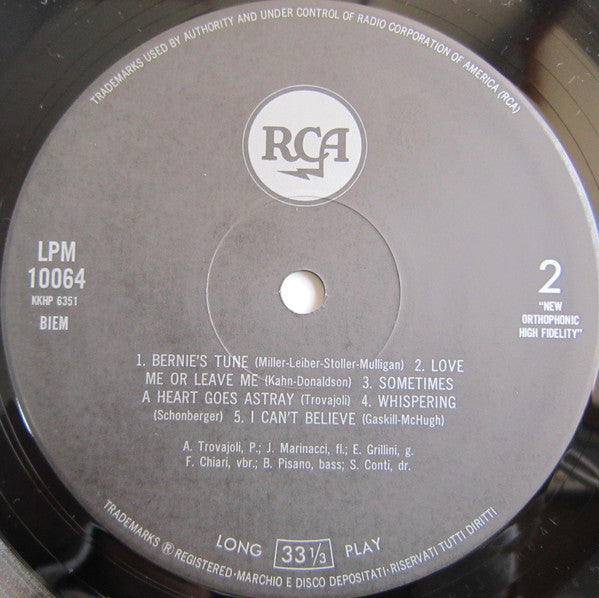 TRADEMARKS USED BY AUTHORITY AND UNDER CONTROL OF RADIO CORPORATION OF AMERICA (RCA)
RCA
LPM
10064
KKHP 6351
BIEM
2
"NEW
ORTHOPHONIC
HIGH FIDELITY"
1. BERNIE'S TUNE (Miller-Leiber-Stoller-Mulligan) 2. LOVE
ME OR LEAVE ME (Kahn-Donaldson) 3. SOMETIMES
A HEART GOES ASTRAY (Trovajoli) 4. WHISPERING
(Schonberger) 5. I CAN'T BELIEVE (Gaskill-McHugh)
A. Trovajoli, P.; J. Marinacci, fl.; E. Grillini, g.
F. Chiari, vbr.; B. Pisano, bass; S. Conti, dr.
LONG 33 1/3 PLAY
TRADEMARKS ® REGISTERED·MARCHIO E DISCO DEPOSITATI·RISERVATI TUTTI DIRITTI